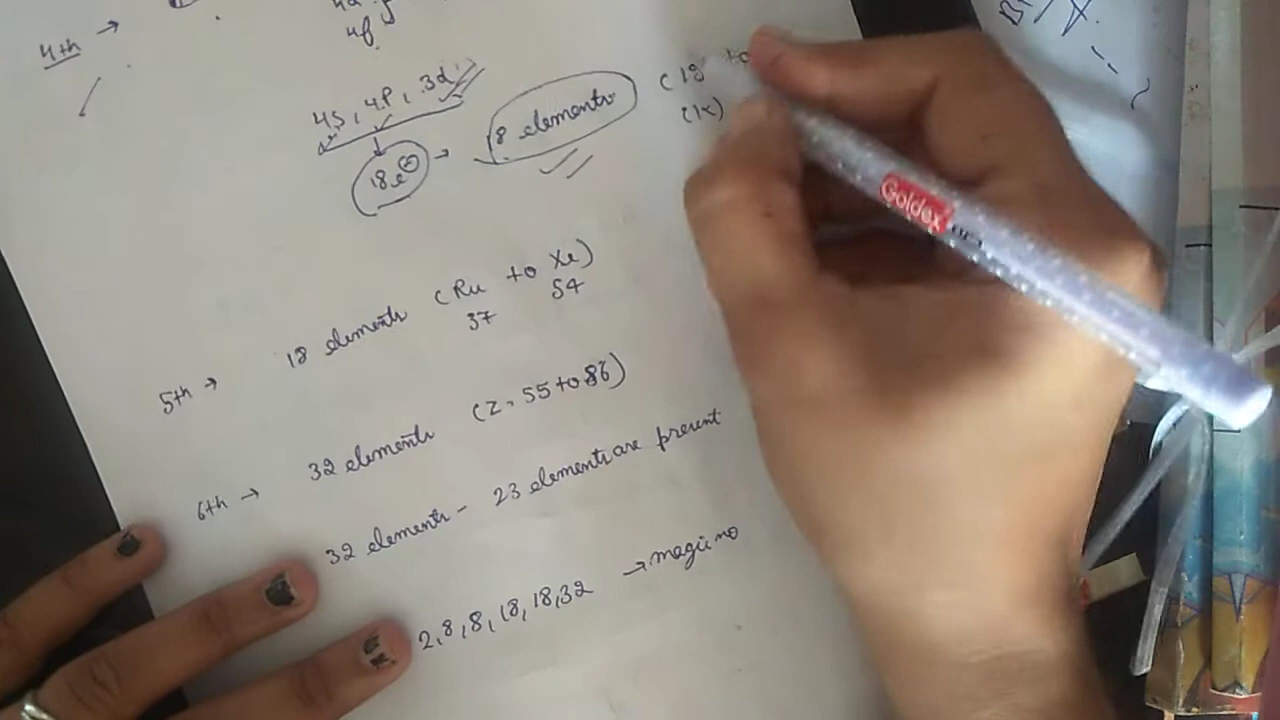 4th →
4f
4s, 4p, 3d
18e⊖ → 18 elements (19 to
(K)
5th → 18 elements (Ru to Xe)
37 54
6th → 32 elements (Z = 55 to 86)
32 elements - 23 elements are present
2, 8, 8, 18, 18, 32 → magic no
Goldex